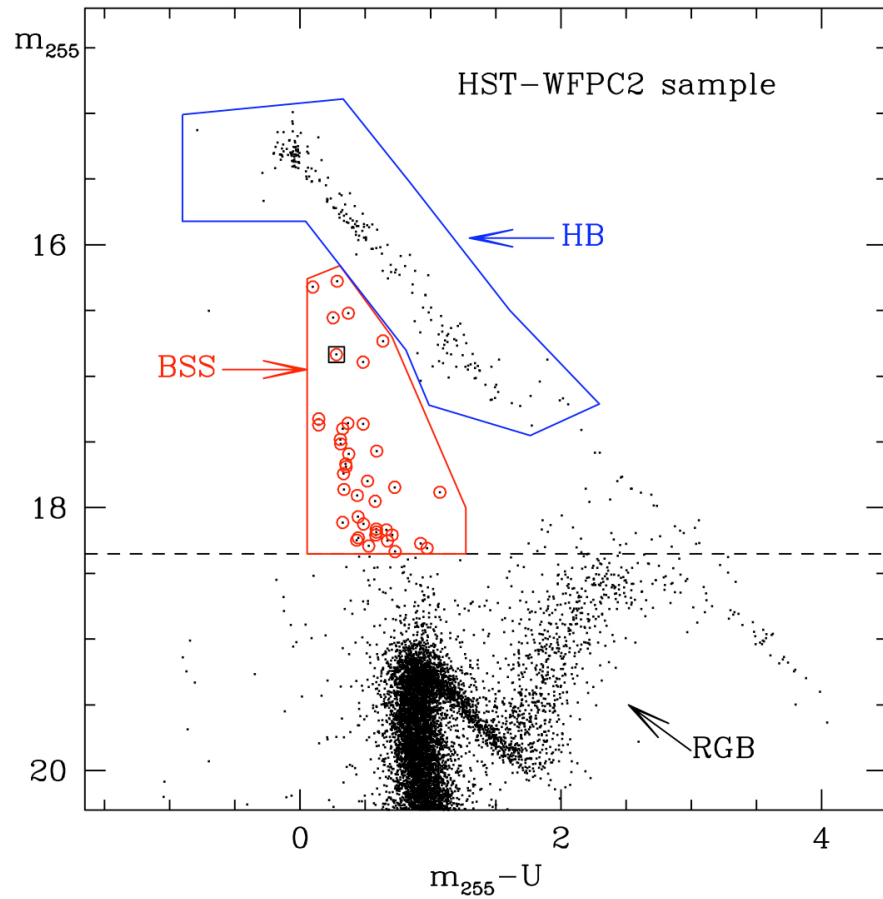 m₂₅₅
HST-WFPC2 sample
16
HB
BSS
18
RGB
20
0
2
4
m₂₅₅-U